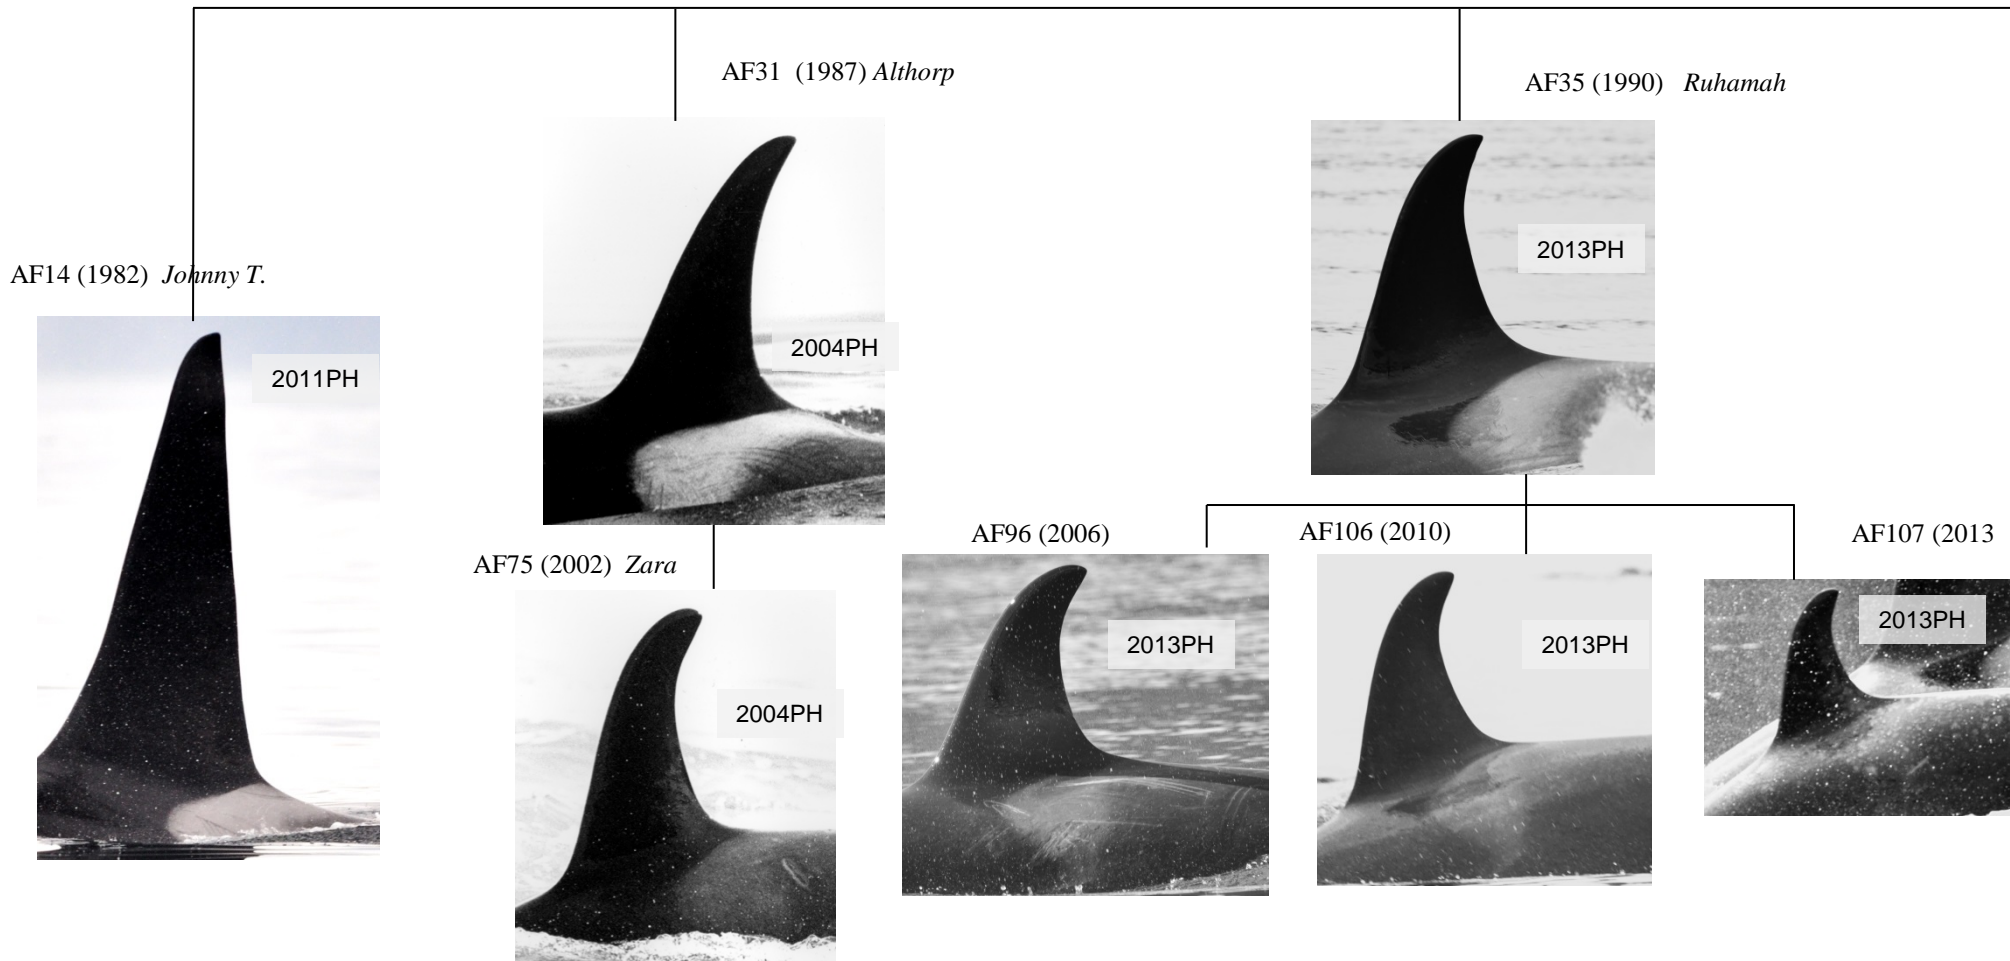 AF31 (1987) Althorp
AF35 (1990) Ruhamah
2013PH
AF14 (1982) Johnny T.
2004PH
2011PH
AF96 (2006)
AF106 (2010)
AF107 (2013
AF75 (2002) Zara
2013PH
2013PH
2013PH
2004PH